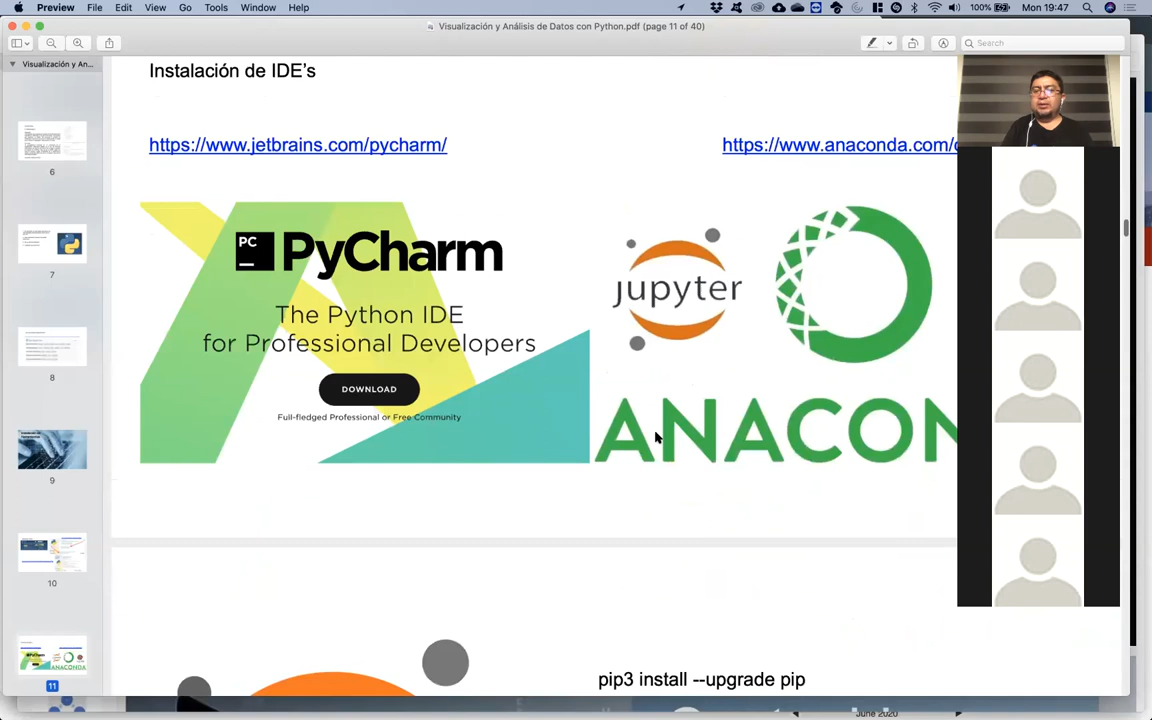 Preview File Edit View Go Tools Window Help
100% Mon 19:47
Visualización y Análisis de Datos con Python.pdf (page 11 of 40)
Search
Visualización y An...
6
7
8
9
10
11
Instalación de IDE's
https://www.jetbrains.com/pycharm/
https://www.anaconda.com/
PC
PyCharm
The Python IDE
for Professional Developers
DOWNLOAD
Full-fledged Professional or Free Community
jupyter
ANACON
pip3 install --upgrade pip
June 2020